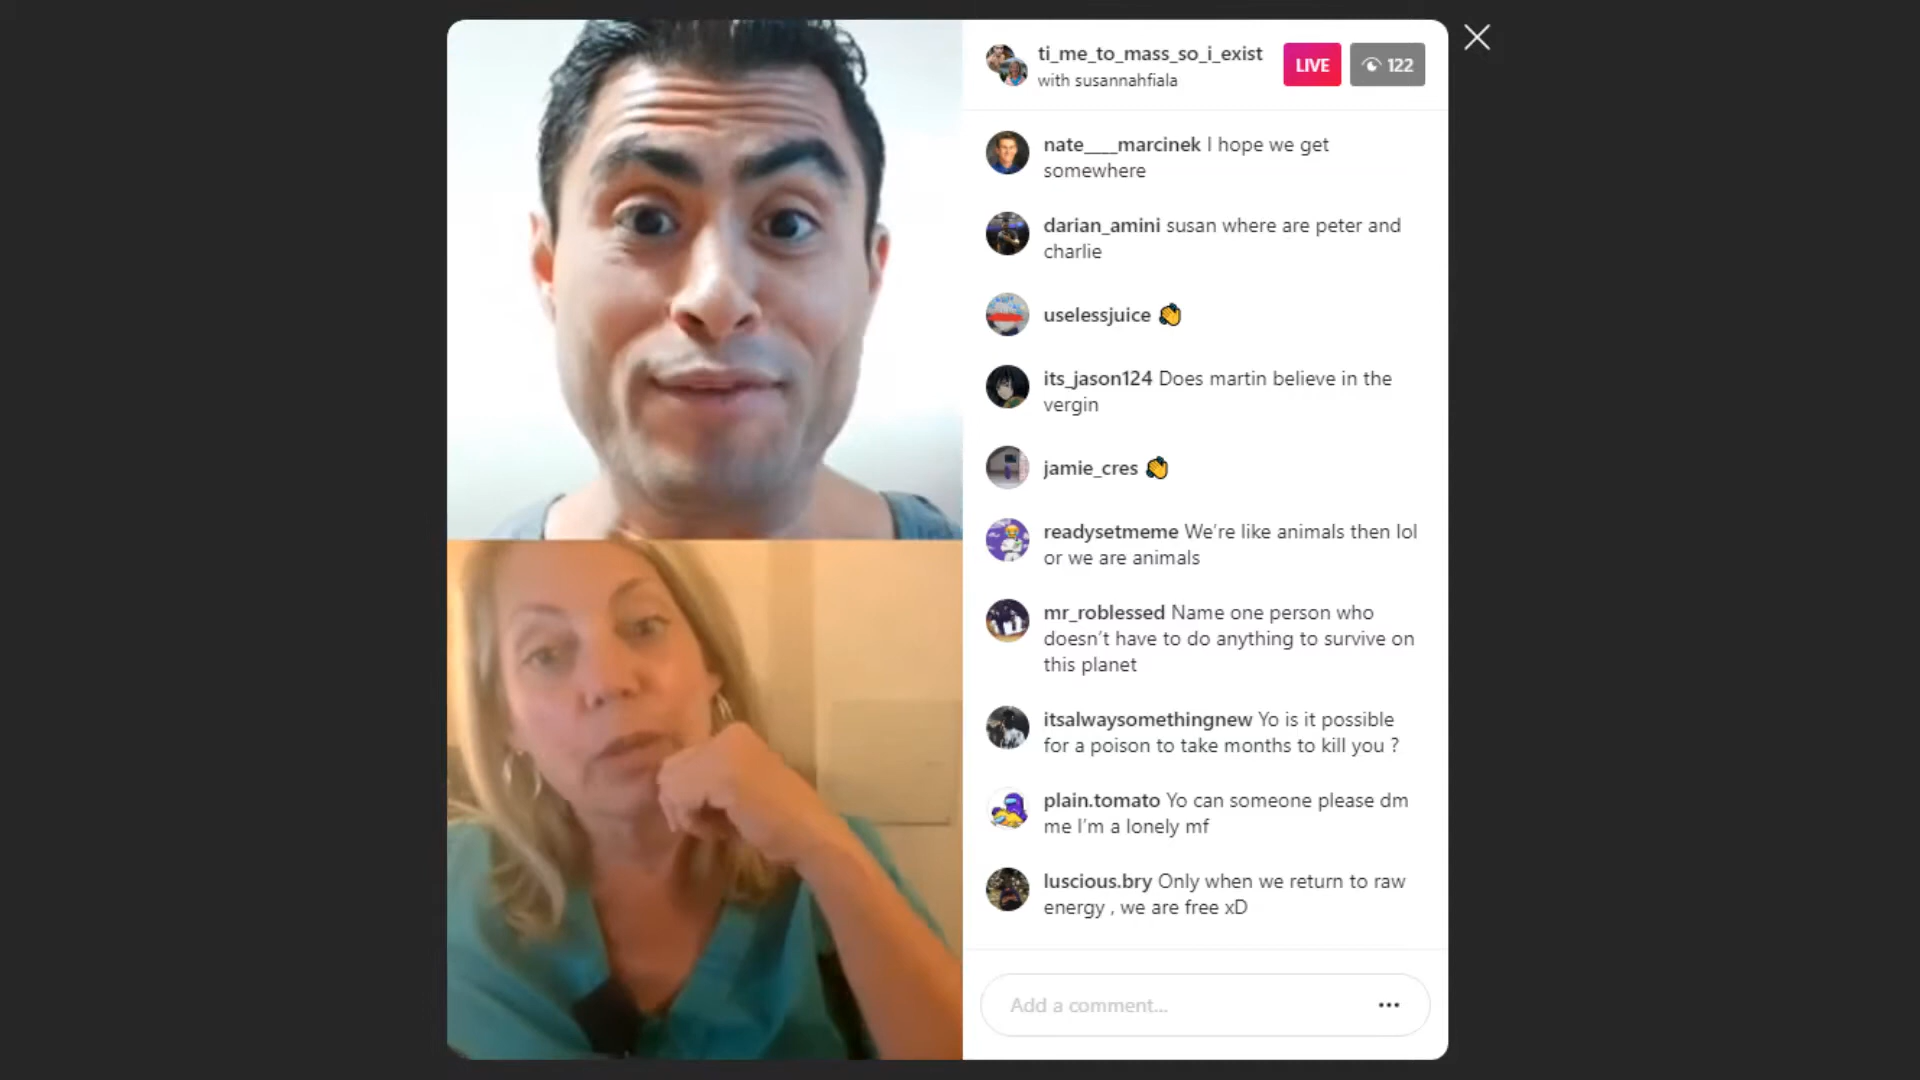 ti_me_to_mass_so_i_exist
with susannahfiala
LIVE
122
nate____marcinek I hope we get
somewhere
darian_amini susan where are peter and
charlie
uselessjuice 👏
its_jason124 Does martin believe in the
vergin
jamie_cres 👏
readysetmeme We’re like animals then lol
or we are animals
mr_roblessed Name one person who
doesn’t have to do anything to survive on
this planet
itsalwaysomethingnew Yo is it possible
for a poison to take months to kill you ?
plain.tomato Yo can someone please dm
me I’m a lonely mf
luscious.bry Only when we return to raw
energy , we are free xD
Add a comment...